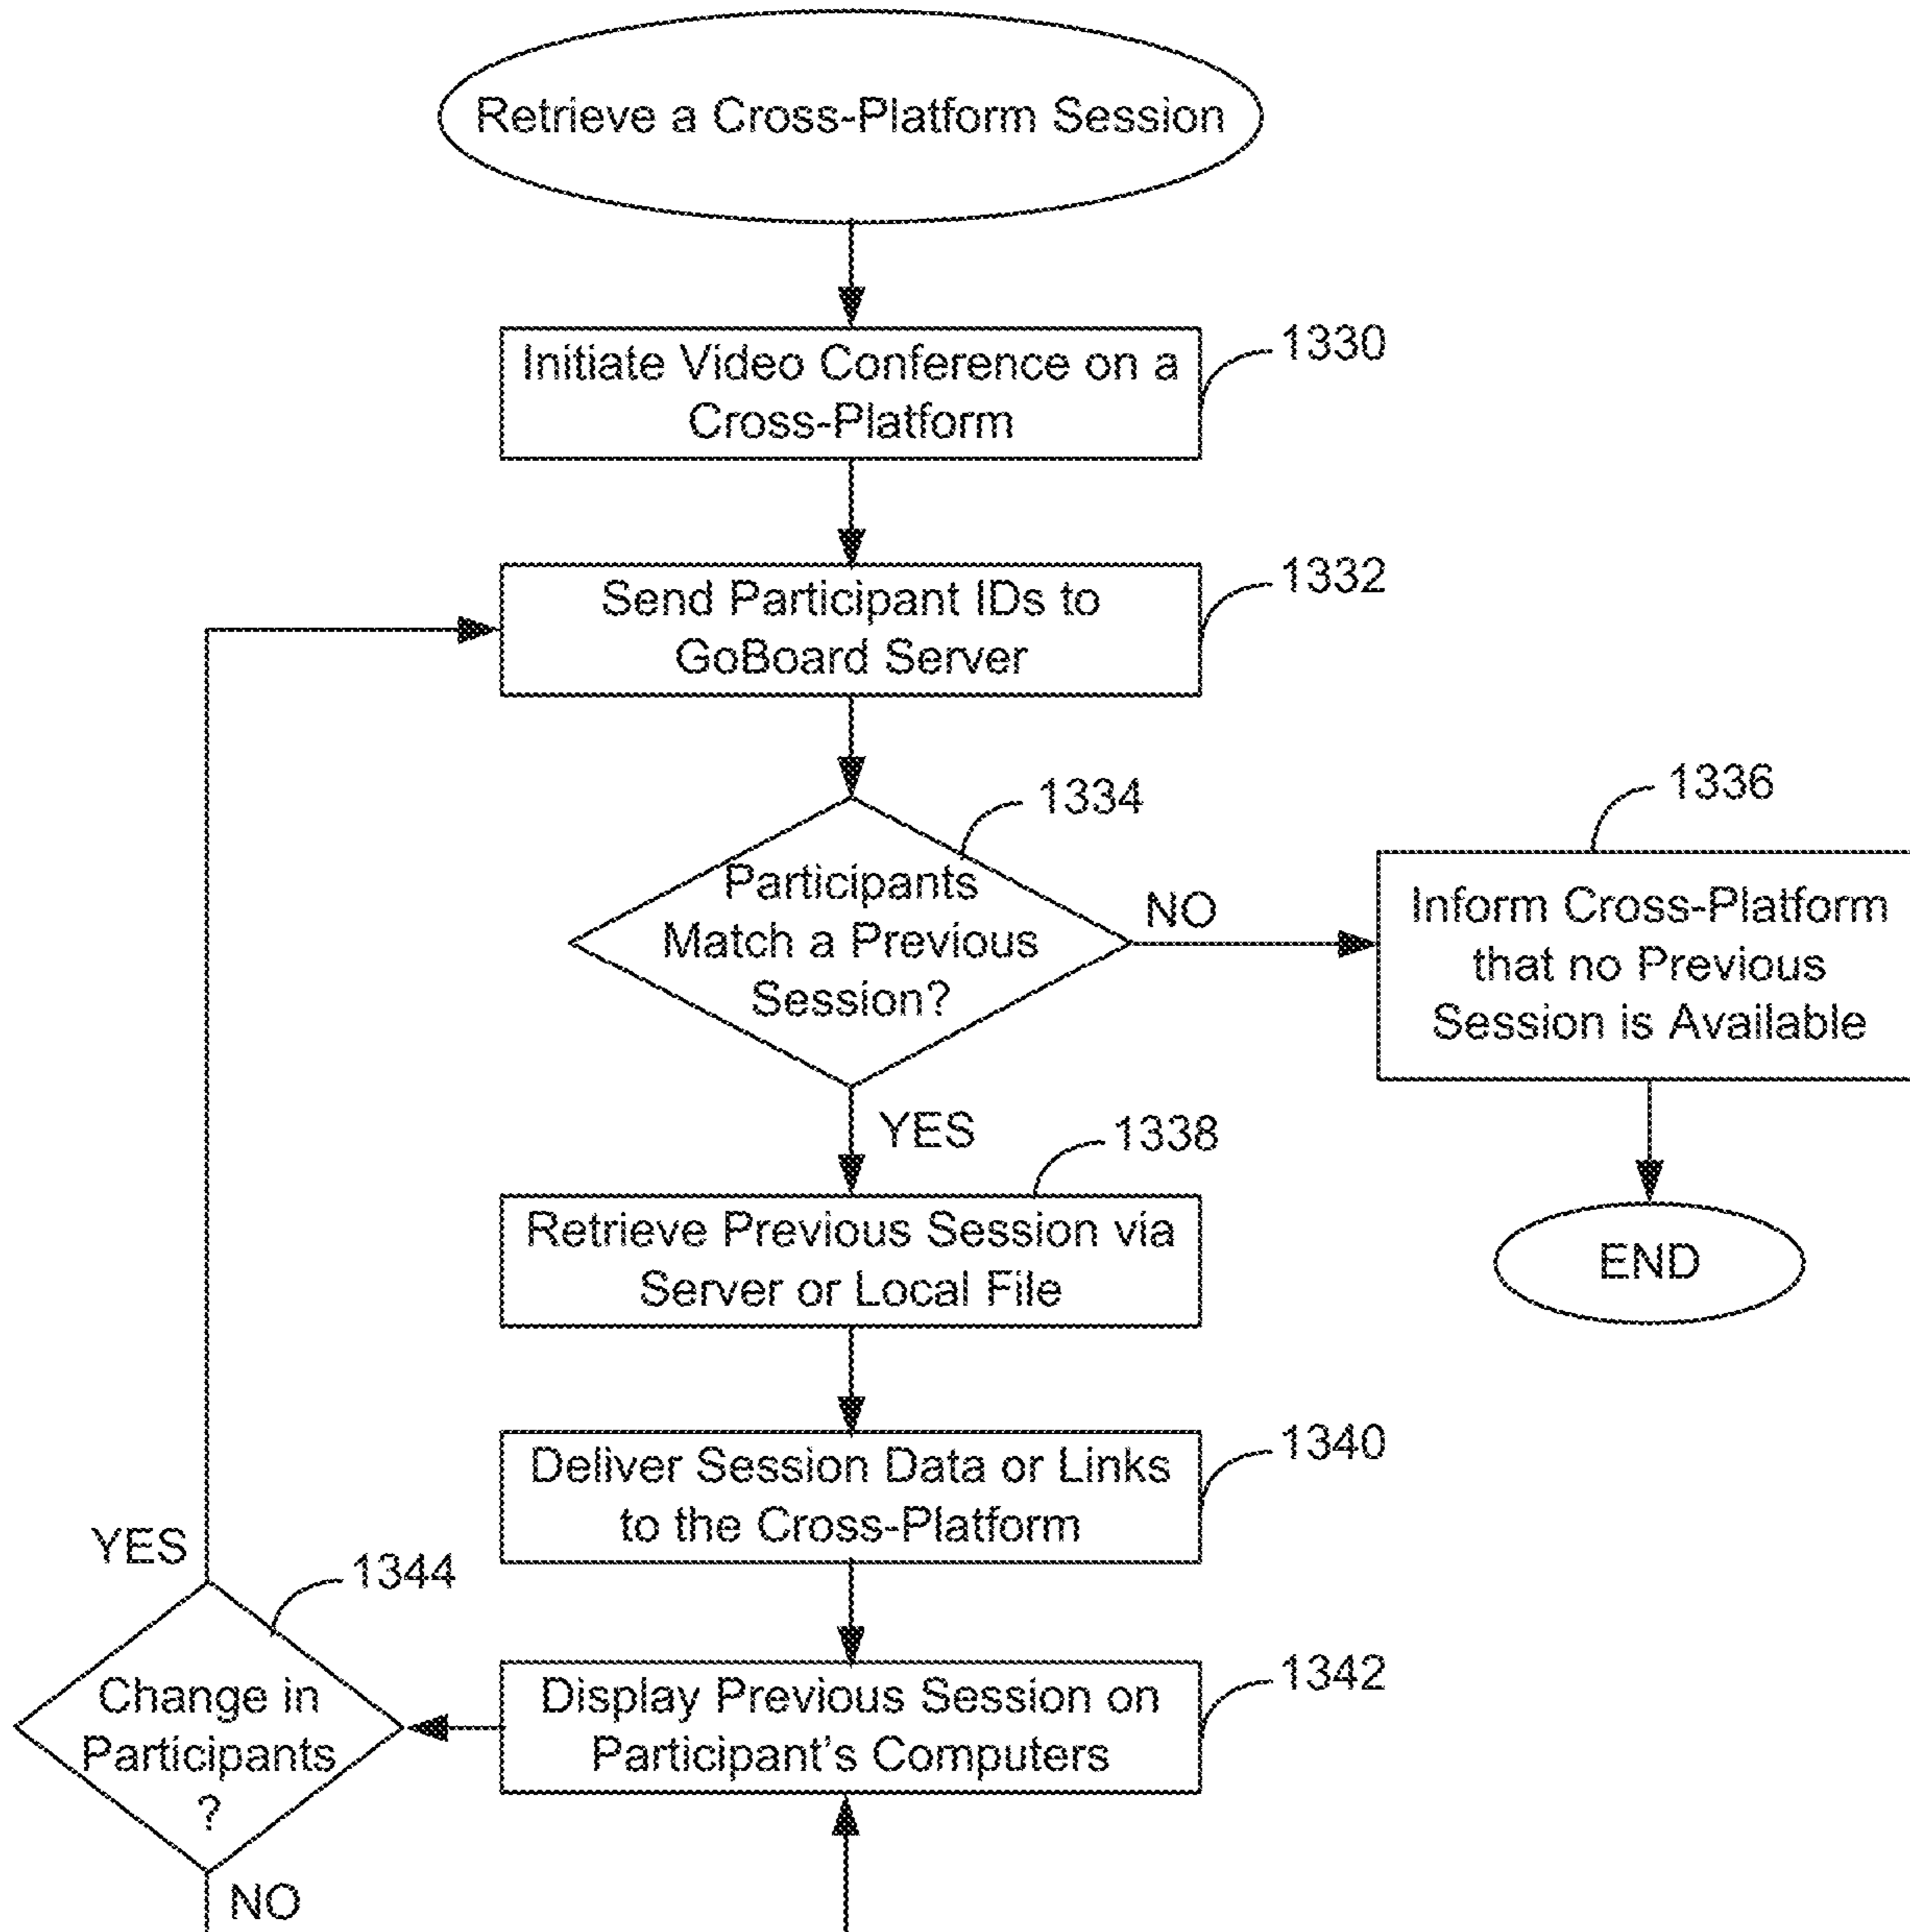 Retrieve a Cross-Platform Session
Initiate Video Conference on a
Cross-Platform
1330
Send Participant IDs to
GoBoard Server
1332
Participants
Match a Previous
Session?
1334
NO
1336
Inform Cross-Platform
that no Previous
Session is Available
END
YES
1338
Retrieve Previous Session via
Server or Local File
Deliver Session Data or Links
to the Cross-Platform
1340
Display Previous Session on
Participant's Computers
1342
YES
1344
Change in
Participants
?
NO